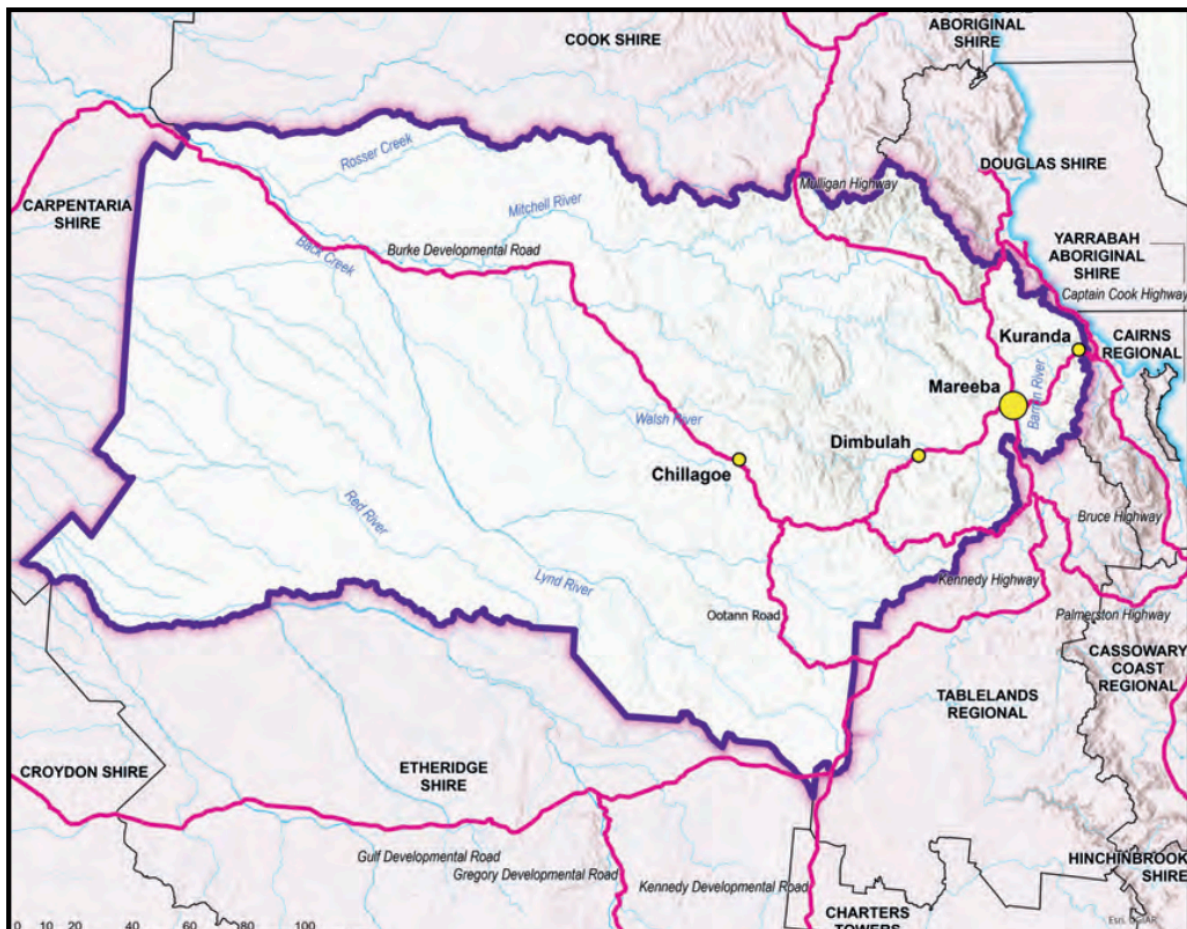 ABORIGINAL
SHIRE
COOK SHIRE
DOUGLAS SHIRE
Mulligan Highway
Rosser Creek
Mitchell River
CARPENTARIA
SHIRE
Back Creek
Burke Developmental Road
YARRABAH
ABORIGINAL
SHIRE
Captain Cook Highway
Kuranda
CAIRNS
REGIONAL
Mareeba
Barron River
Walsh River
Dimbulah
Chillagoe
Red River
Bruce Highway
Lynd River
Kennedy Highway
Ootann Road
Palmerston Highway
CASSOWARY
COAST
REGIONAL
TABLELANDS
REGIONAL
CROYDON SHIRE
ETHERIDGE
SHIRE
Gulf Developmental Road
Gregory Developmental Road
Kennedy Developmental Road
HINCHINBROOK
SHIRE
CHARTERS
TOWERS
0 10 20 40 60 80 100
Esri, CGIAR